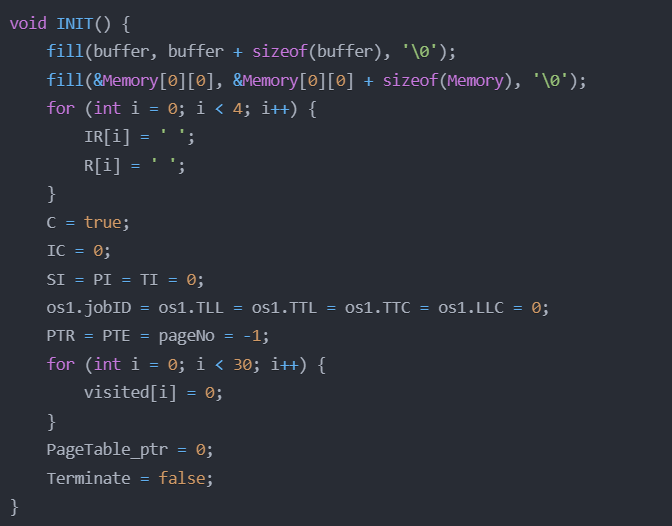 void INIT() {
    fill(buffer, buffer + sizeof(buffer), '\0');
    fill(&Memory[0][0], &Memory[0][0] + sizeof(Memory), '\0');
    for (int i = 0; i < 4; i++) {
        IR[i] = ' ';
        R[i] = ' ';
    }
    C = true;
    IC = 0;
    SI = PI = TI = 0;
    os1.jobID = os1.TLL = os1.TTL = os1.TTC = os1.LLC = 0;
    PTR = PTE = pageNo = -1;
    for (int i = 0; i < 30; i++) {
        visited[i] = 0;
    }
    PageTable_ptr = 0;
    Terminate = false;
}